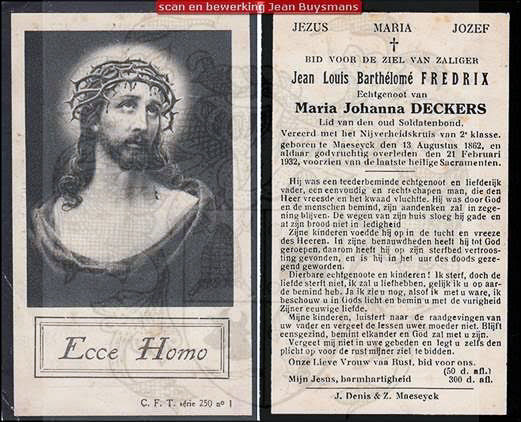 scan en bewerking Jean Buysmans
Ecce Homo
C. F. T. série 250 nº 1
JEZUS MARIA JOZEF
BID VOOR DE ZIEL VAN ZALIGER
Jean Louis Barthélomé FREDRIX
Echtgenoot van
Maria Johanna DECKERS
Lid van den oud Soldatenbond.
Vereerd met het Nijverheidskruis van 2e klasse.
geboren te Maeseyck den 13 Augustus 1862, en
aldaar godvruchtig overleden den 21 Februari
1932, voorzien van de laatste heilige Sacramenten.
Hij was een teederbeminde echtgenoot en liefderijk
vader, een eenvoudig en rechtschapen man, die den
Heer vreesde en het kwaad vluchtte. Hij was door God
en de menschen bemind, zijn aandenken zal in zege-
ning blijven. De wegen van zijn huis sloeg hij gade en
at zijn brood niet in ledigheid
Zijne kinderen voedde hij op in de tucht en vreeze
des Heeren. In zijne benauwdheden heeft hij tot God
geroepen, daarom heeft hij op zijn sterfbed vertroos-
ting gevonden, en is hij in het uur des doods geze-
gend geworden.
Dierbare echtgenoote en kinderen! Ik sterf, doch de
liefde sterft niet, ik zal u liefhebben, gelijk ik u op aar-
de bemind heb. Ja ik zie u nog, alsof ik met u ware, ik
beschouw u in Gods licht en bemin u met de vurigheid
Zijner eeuwige liefde.
Mijne kinderen, luistert naar de raadgevingen van
uw vader en vergeet de lessen uwer moeder niet. Blijft
eensgezind, bemint elkander en God zal met u zijn.
Vergeet mij niet in uwe gebeden en legt u zelfs den
plicht op voor de rust mijner ziel te bidden.
Onze Lieve Vrouw van Rust, bid voor ons.
(50 d. afl.)
Mijn Jesus, barmhartigheid 300 d. afl.
J. Denis & Z. Maeseyck